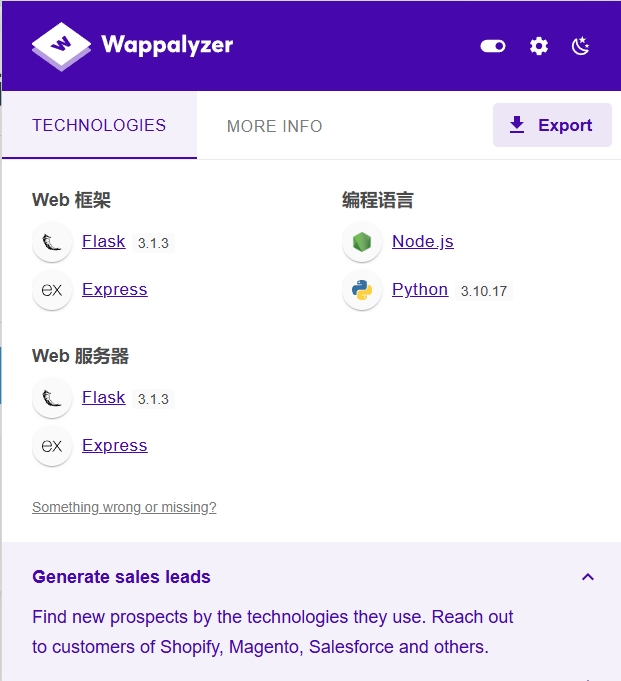 Wappalyzer
TECHNOLOGIES
MORE INFO
Export
Web 框架
Flask 3.1.3
Express
编程语言
Node.js
Python 3.10.17
Web 服务器
Flask 3.1.3
Express
Something wrong or missing?
Generate sales leads
Find new prospects by the technologies they use. Reach out
to customers of Shopify, Magento, Salesforce and others.